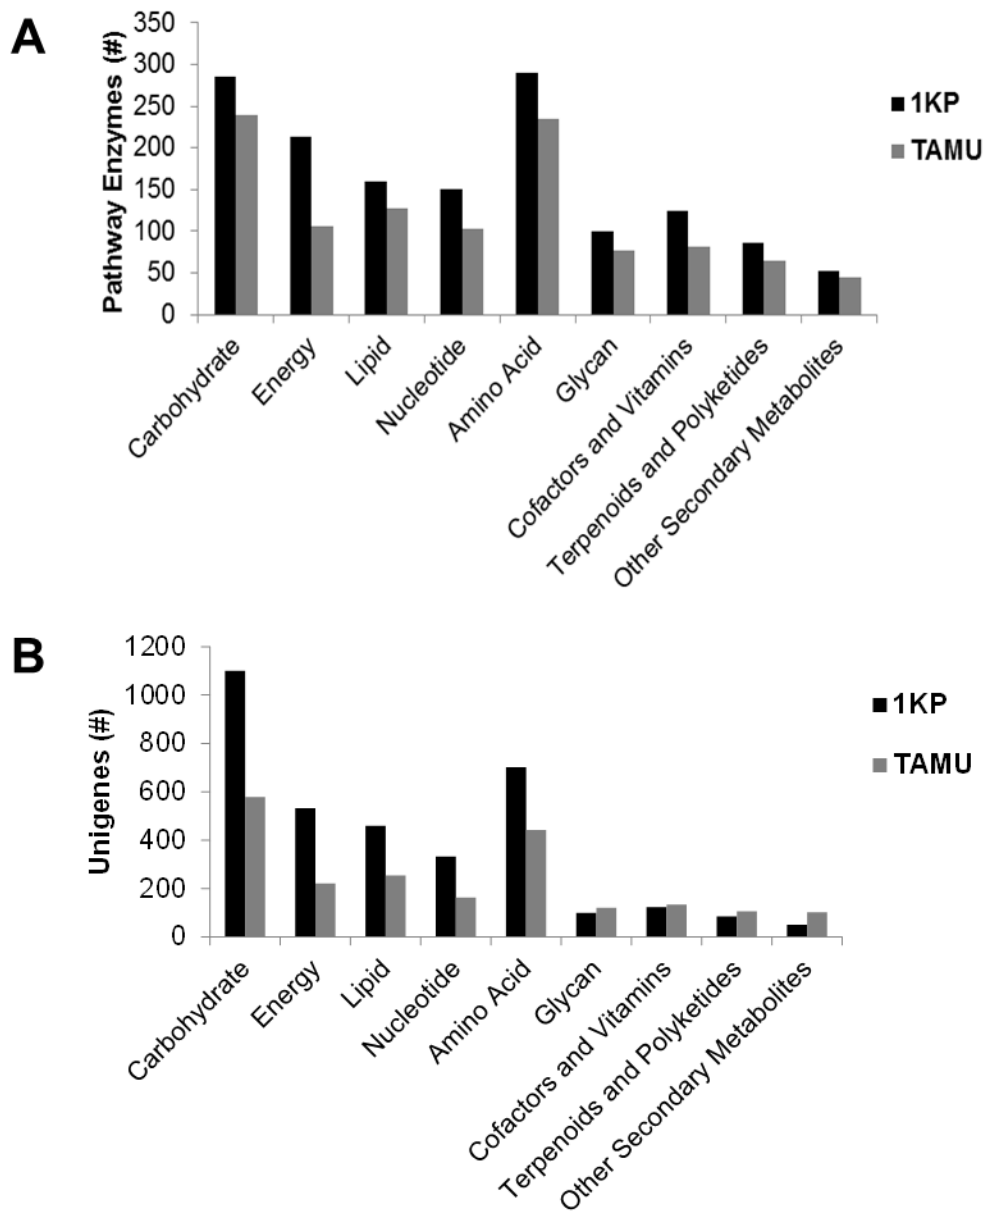 A
Pathway Enzymes (#)
350
300
250
200
150
100
50
0
1KP
TAMU
Carbohydrate
Energy
Lipid
Nucleotide
Amino Acid
Glycan
Cofactors and Vitamins
Terpenoids and Polyketides
Other Secondary Metabolites
B
Unigenes (#)
1200
1000
800
600
400
200
0
1KP
TAMU
Carbohydrate
Energy
Lipid
Nucleotide
Amino Acid
Glycan
Cofactors and Vitamins
Terpenoids and Polyketides
Other Secondary Metabolites